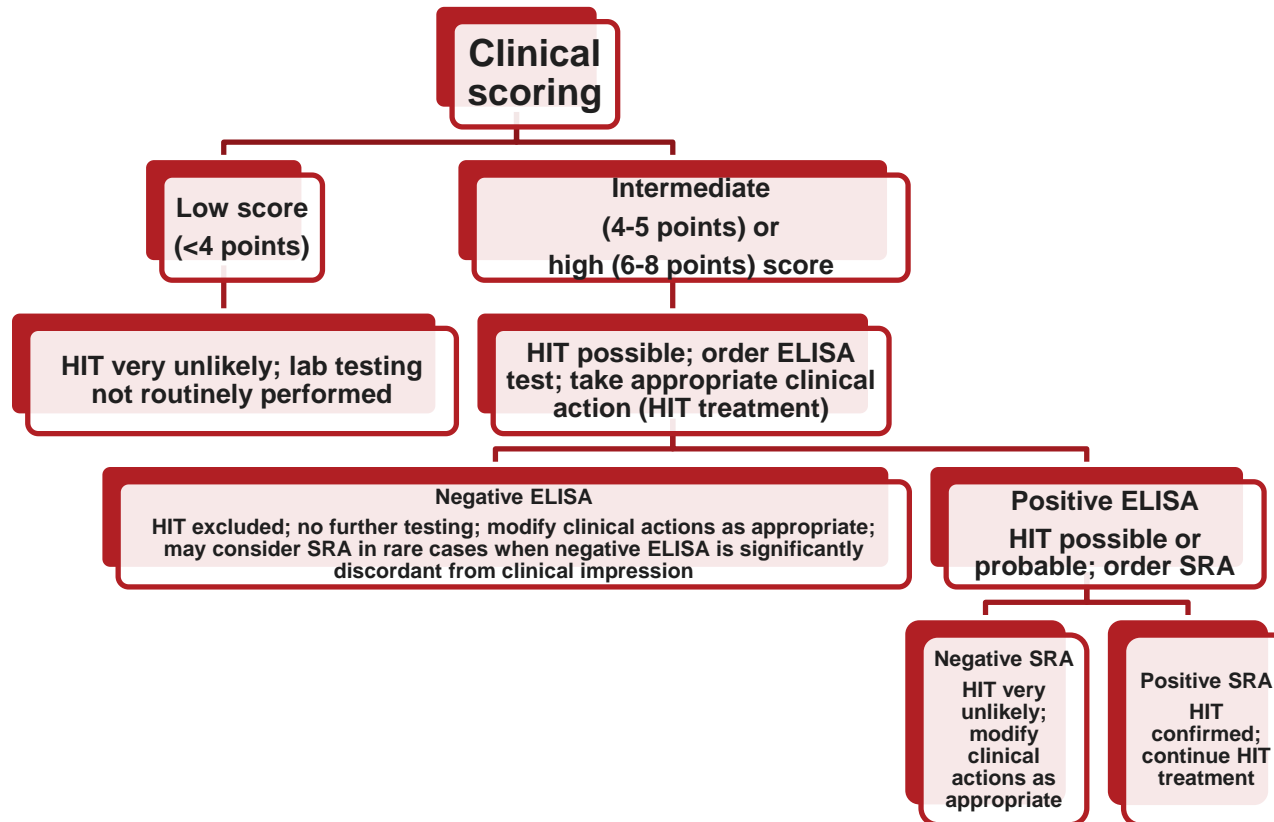 Clinical
scoring
Low score
(<4 points)
Intermediate
(4-5 points) or
high (6-8 points) score
HIT very unlikely; lab testing
not routinely performed
HIT possible; order ELISA
test; take appropriate clinical
action (HIT treatment)
Negative ELISA
HIT excluded; no further testing; modify clinical actions as appropriate;
may consider SRA in rare cases when negative ELISA is significantly
discordant from clinical impression
Positive ELISA
HIT possible or
probable; order SRA
Negative SRA
HIT very
unlikely;
modify
clinical
actions as
appropriate
Positive SRA
HIT
confirmed;
continue HIT
treatment